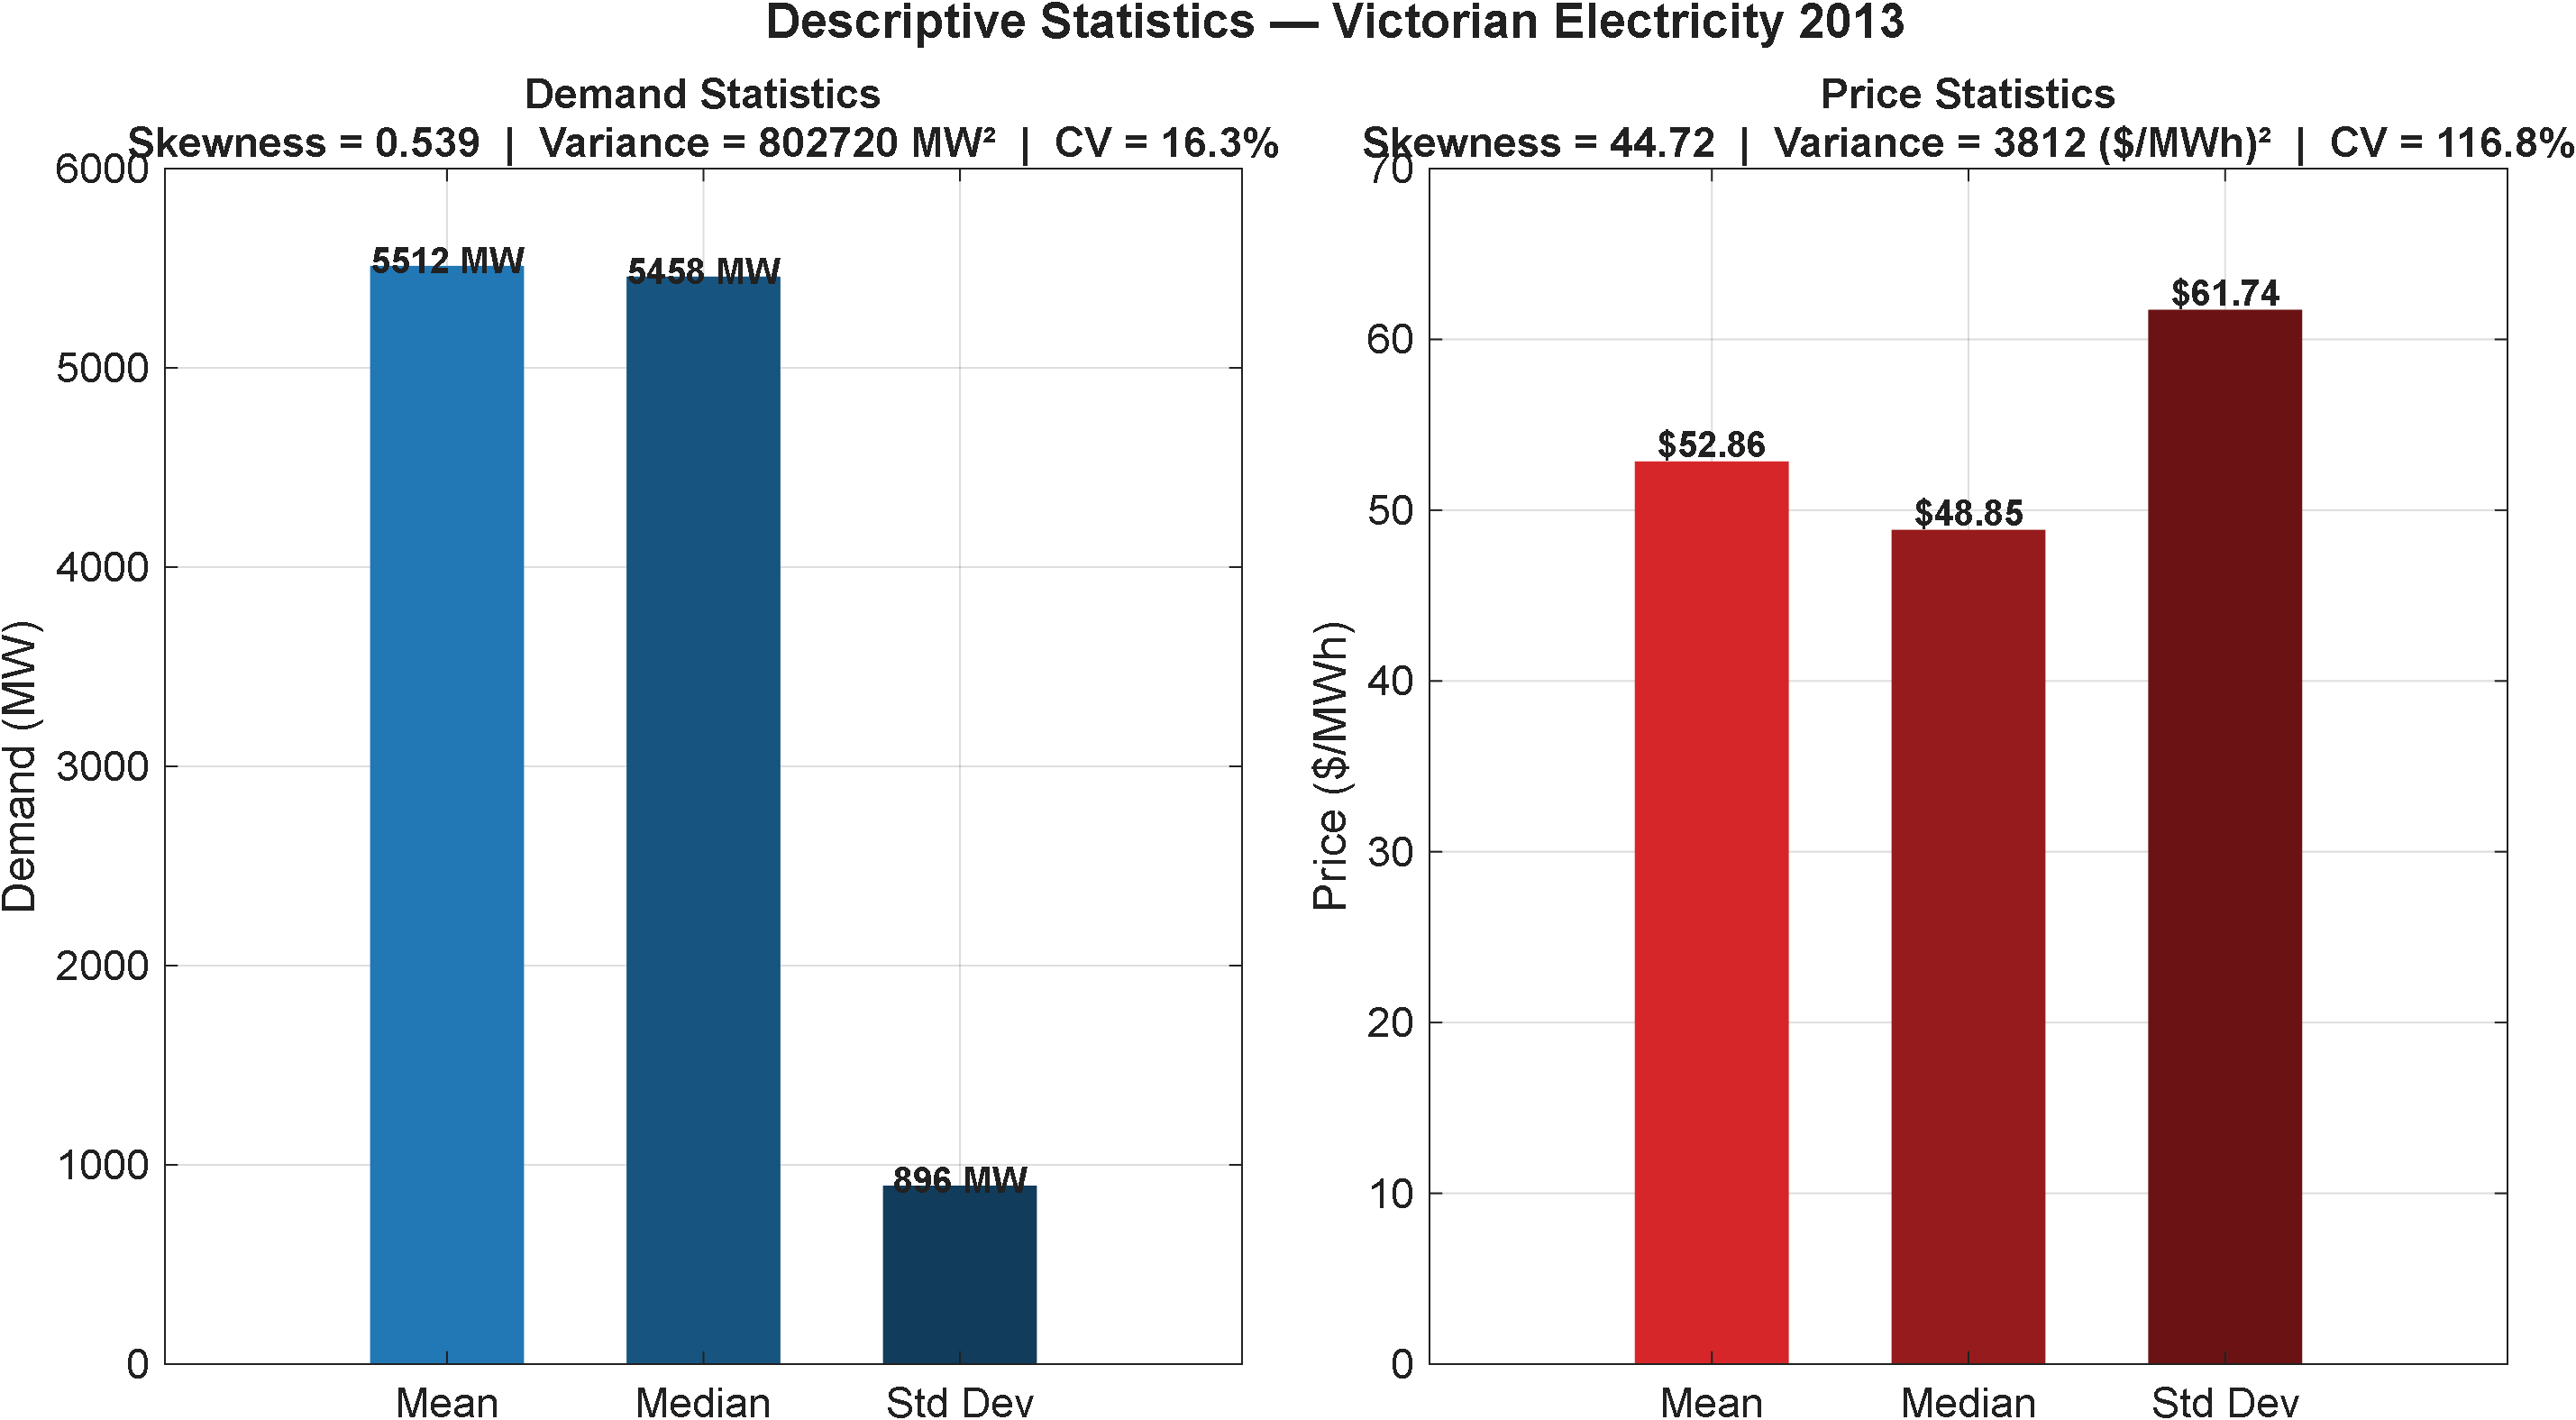 Descriptive Statistics — Victorian Electricity 2013
Demand Statistics
Skewness = 0.539 | Variance = 802720 MW² | CV = 16.3%
6000
5000
4000
3000
2000
1000
0
Demand (MW)
5512 MW
5458 MW
896 MW
Mean
Median
Std Dev
Price Statistics
Skewness = 44.72 | Variance = 3812 ($/MWh)² | CV = 116.8%
70
60
50
40
30
20
10
0
Price ($/MWh)
$52.86
$48.85
$61.74
Mean
Median
Std Dev